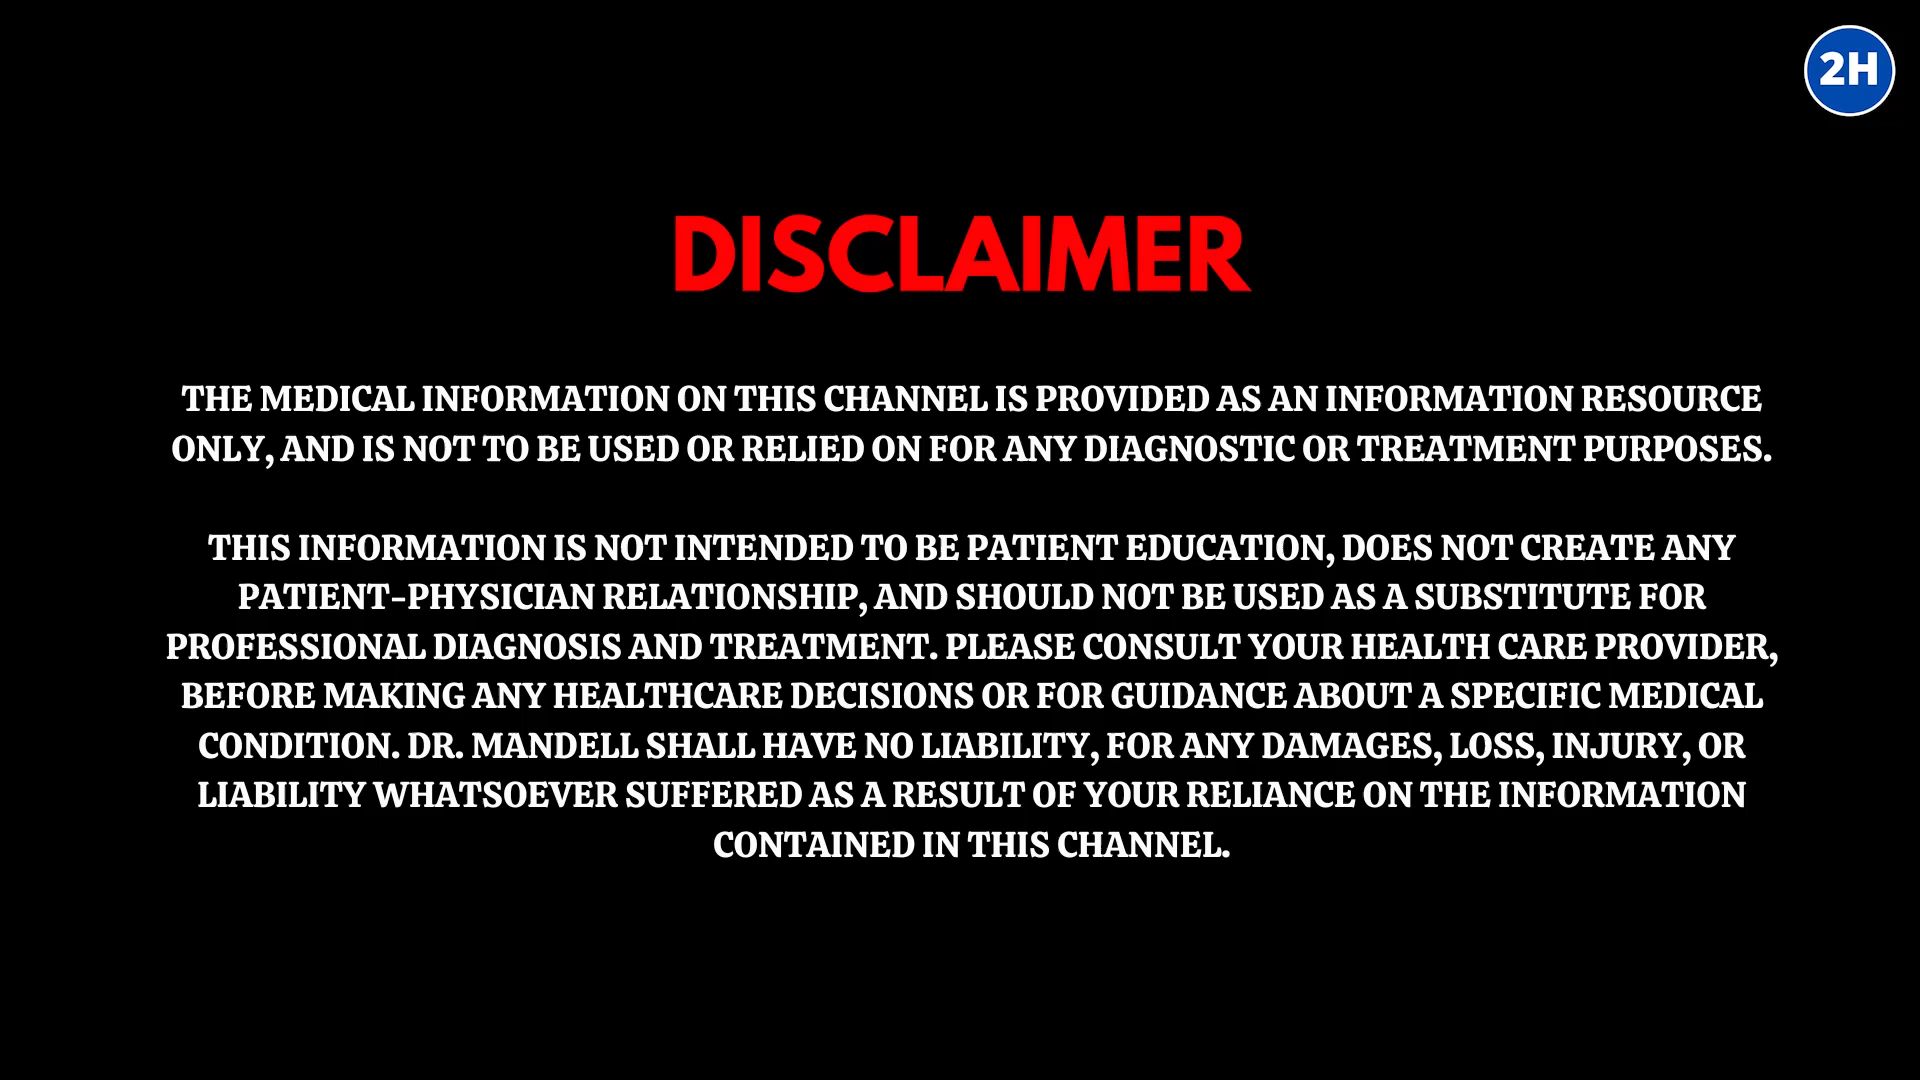 2H
DISCLAIMER
THE MEDICAL INFORMATION ON THIS CHANNEL IS PROVIDED AS AN INFORMATION RESOURCE
ONLY, AND IS NOT TO BE USED OR RELIED ON FOR ANY DIAGNOSTIC OR TREATMENT PURPOSES.
THIS INFORMATION IS NOT INTENDED TO BE PATIENT EDUCATION, DOES NOT CREATE ANY
PATIENT-PHYSICIAN RELATIONSHIP, AND SHOULD NOT BE USED AS A SUBSTITUTE FOR
PROFESSIONAL DIAGNOSIS AND TREATMENT. PLEASE CONSULT YOUR HEALTH CARE PROVIDER,
BEFORE MAKING ANY HEALTHCARE DECISIONS OR FOR GUIDANCE ABOUT A SPECIFIC MEDICAL
CONDITION. DR. MANDELL SHALL HAVE NO LIABILITY, FOR ANY DAMAGES, LOSS, INJURY, OR
LIABILITY WHATSOEVER SUFFERED AS A RESULT OF YOUR RELIANCE ON THE INFORMATION
CONTAINED IN THIS CHANNEL.